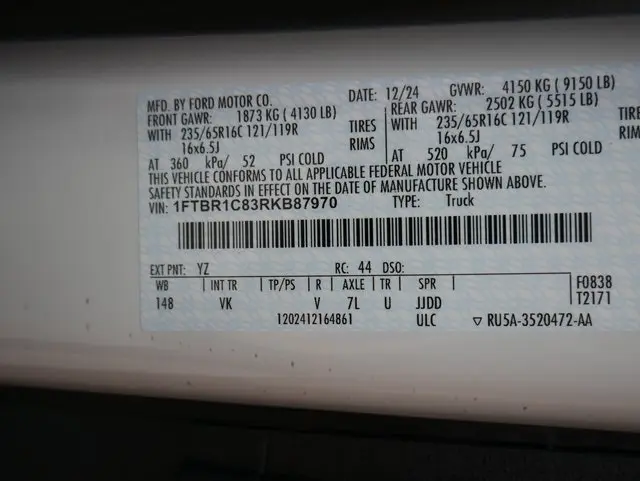 MFD. BY FORD MOTOR CO.
DATE: 12/24 GVWR: 4150 KG ( 9150 LB)
FRONT GAWR: 1873 KG ( 4130 LB) REAR GAWR: 2502 KG ( 5515 LB)
WITH 235/65R16C 121/119R TIRES WITH 235/65R16C 121/119R TIRES
16x6.5J RIMS 16x6.5J RIMS
AT 360 kPa/ 52 PSI COLD AT 520 kPa/ 75 PSI COLD
THIS VEHICLE CONFORMS TO ALL APPLICABLE FEDERAL MOTOR VEHICLE
SAFETY STANDARDS IN EFFECT ON THE DATE OF MANUFACTURE SHOWN ABOVE.
VIN: 1FTBR1C83RKB87970 TYPE: Truck
EXT PNT: YZ RC: 44 DSO:
WB INT TR TP/PS R AXLE TR SPR F0838
148 VK V 7L U JJDD T2171
1202412164861 ULC ▽ RU5A-3520472-AA